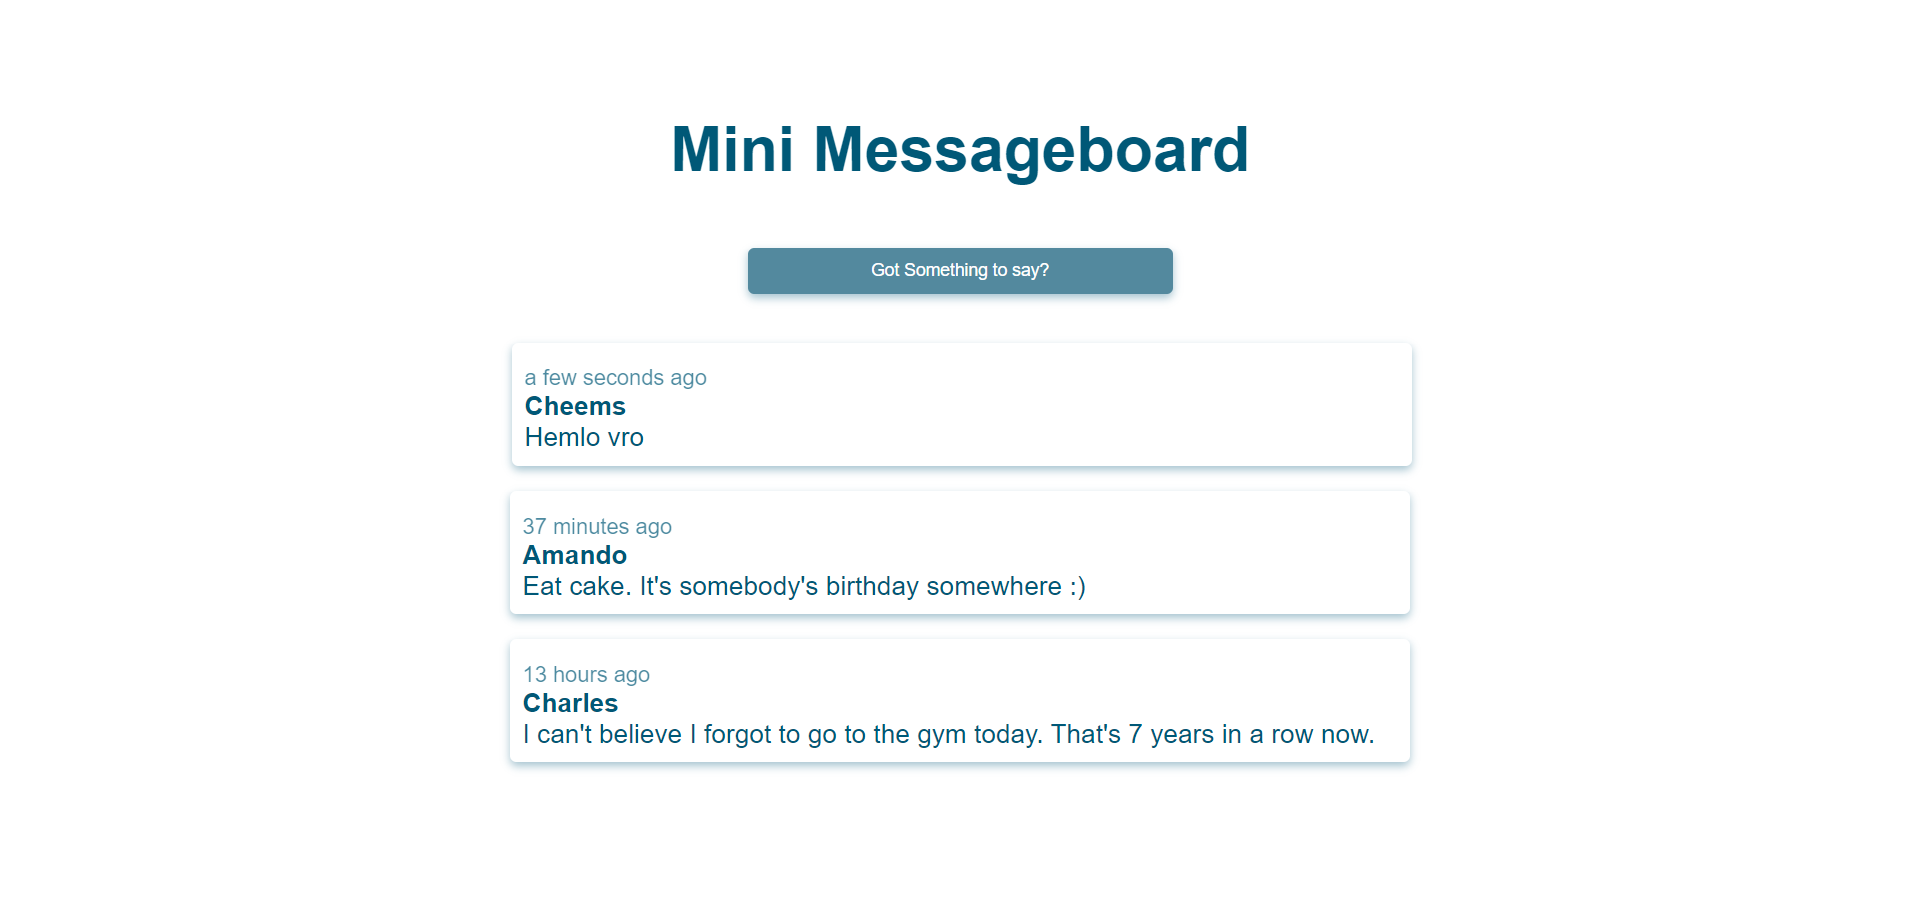 Mini Messageboard
Got Something to say?
a few seconds ago
Cheems
Hemlo vro
37 minutes ago
Amando
Eat cake. It's somebody's birthday somewhere :)
13 hours ago
Charles
I can't believe I forgot to go to the gym today. That's 7 years in a row now.